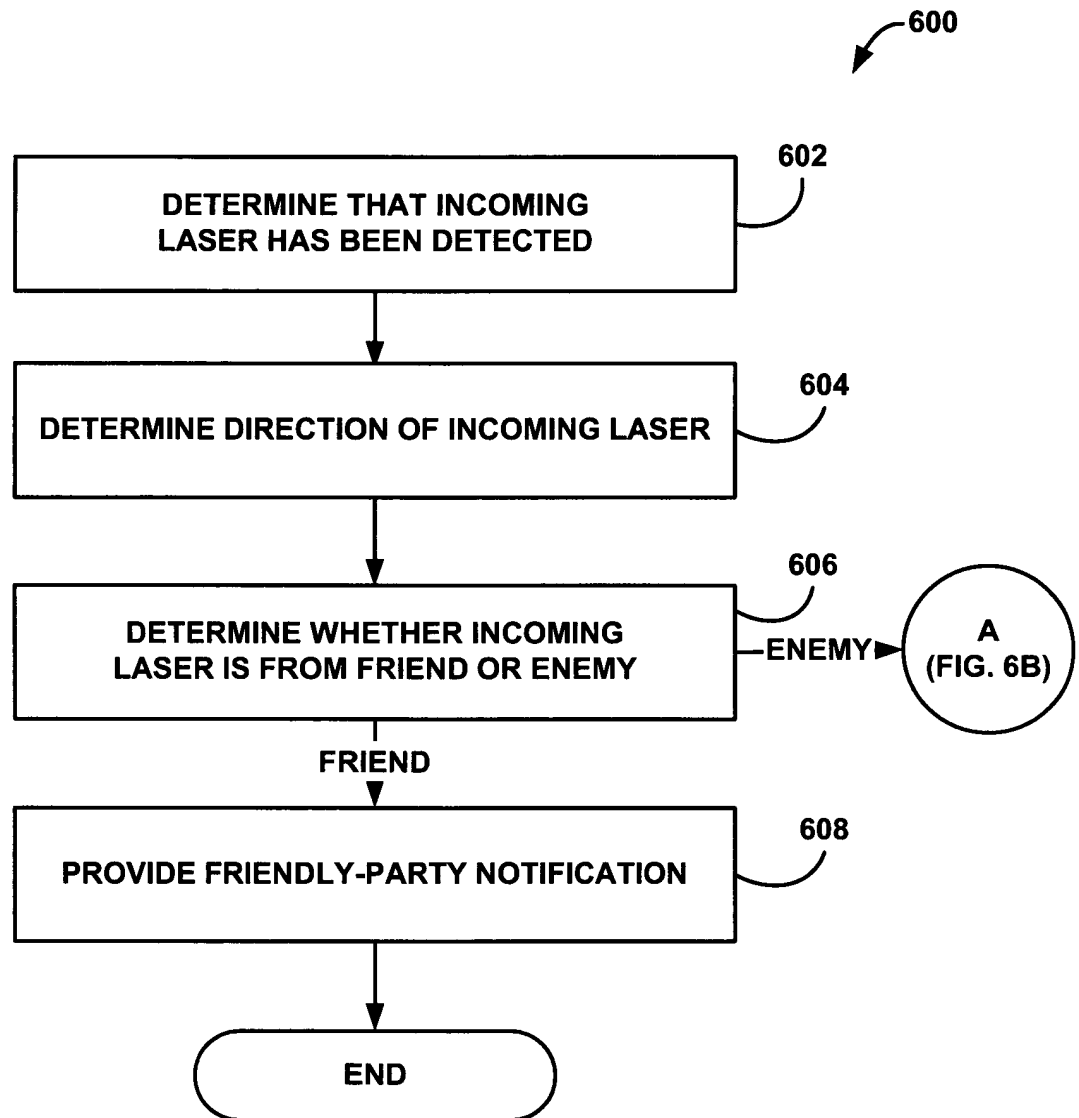 600
602
DETERMINE THAT INCOMING
LASER HAS BEEN DETECTED
604
DETERMINE DIRECTION OF INCOMING LASER
606
DETERMINE WHETHER INCOMING
LASER IS FROM FRIEND OR ENEMY
ENEMY
A
(FIG. 6B)
FRIEND
608
PROVIDE FRIENDLY-PARTY NOTIFICATION
END